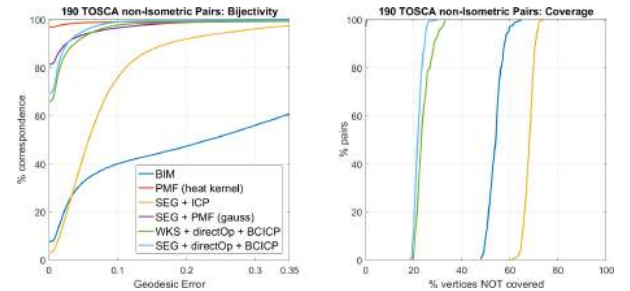 190 TOSCA non-Isometric Pairs: Bijectivity
100
80
60
40
20
0
% correspondence
0
0.1
0.2
0.3
0.35
Geodesic Error
BIM
PMF (heat kernel)
SEG + ICP
SEG + PMF (gauss)
WKS + directOp + BCICP
SEG + directOp + BCICP
190 TOSCA non-Isometric Pairs: Coverage
100
80
60
40
20
0
% pairs
0
20
40
60
80
100
% vertices NOT covered